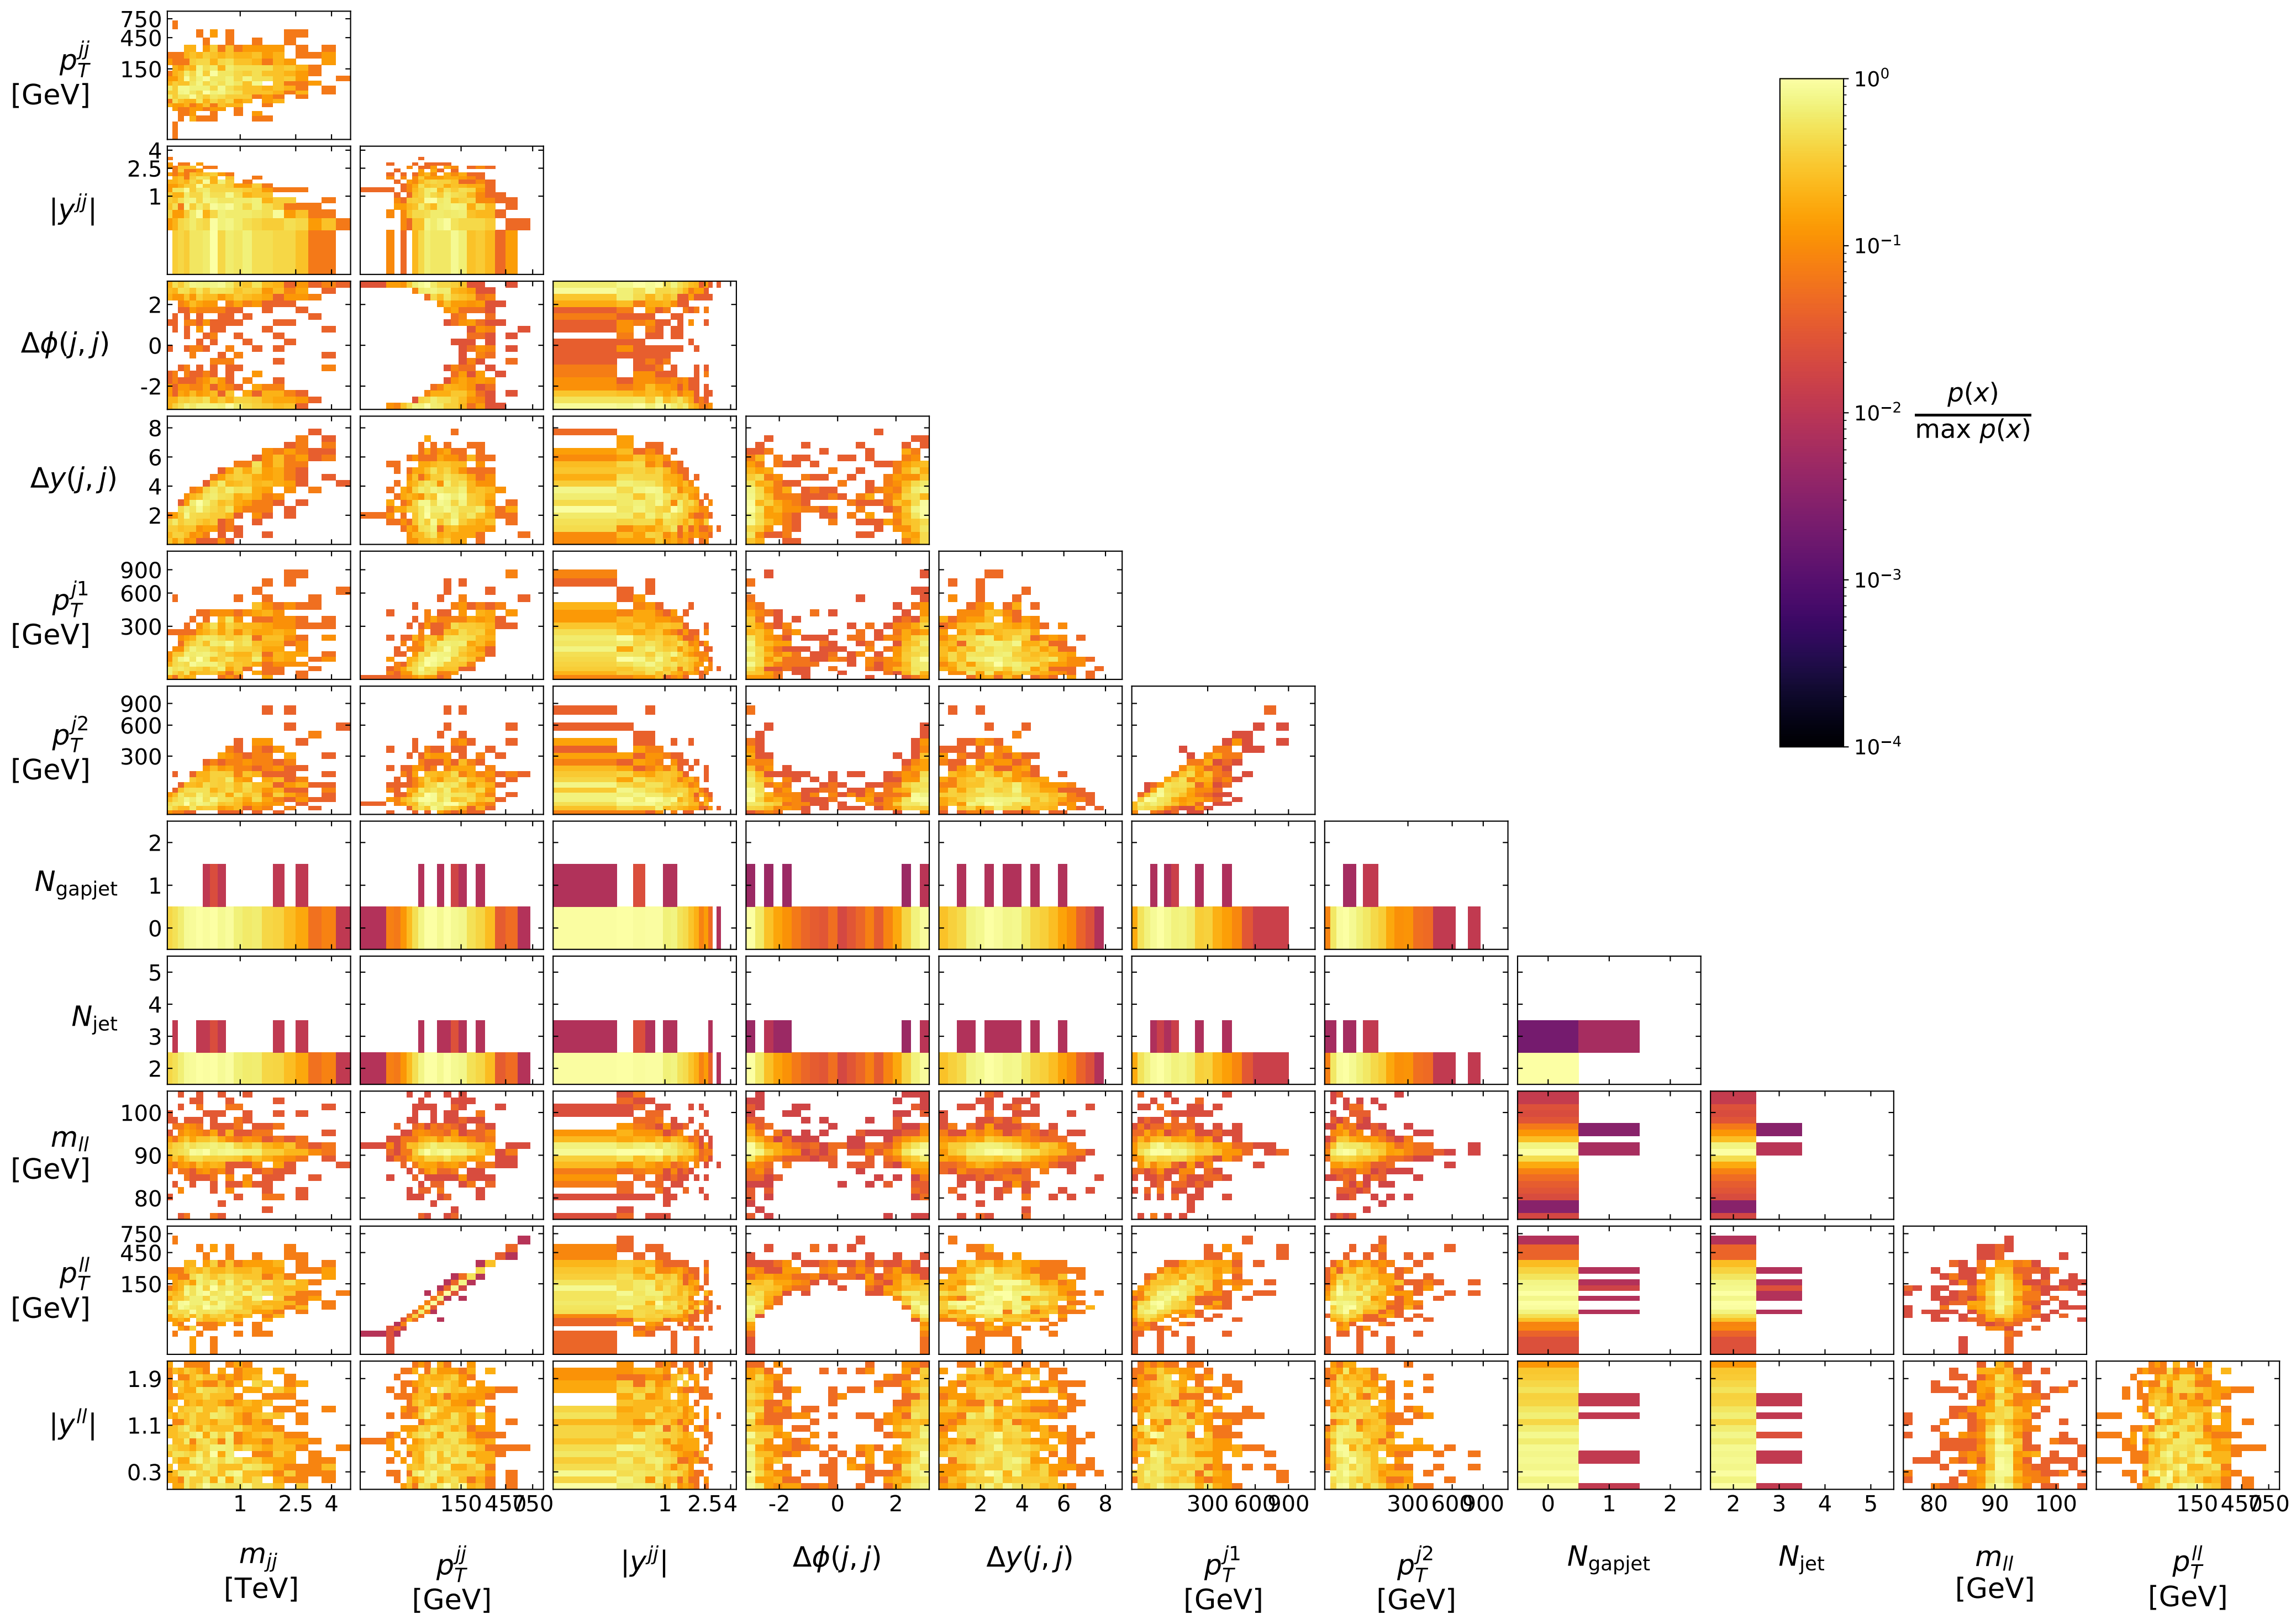 p_T^{jj}
[GeV]
750
450
150
|y^{jj}|
4
2.5
1
Δϕ(j, j)
2
0
-2
Δy(j, j)
8
6
4
2
p_T^{j1}
[GeV]
900
600
300
p_T^{j2}
[GeV]
900
600
300
N_gapjet
2
1
0
N_jet
5
4
3
2
m_{ll}
[GeV]
100
90
80
p_T^{ll}
[GeV]
750
450
150
|y^{ll}|
1.9
1.1
0.3
10^0
10^{-1}
10^{-2}
10^{-3}
10^{-4}
p(x)
max p(x)
1 2.5 4
150 450 750
1 2.5 4
-2 0 2
2 4 6 8
300 600 900
300 600 900
0 1 2
2 3 4 5
80 90 100
150 450 750
m_{jj}
[TeV]
p_T^{jj}
[GeV]
|y^{jj}|
Δϕ(j, j)
Δy(j, j)
p_T^{j1}
[GeV]
p_T^{j2}
[GeV]
N_gapjet
N_jet
m_{ll}
[GeV]
p_T^{ll}
[GeV]